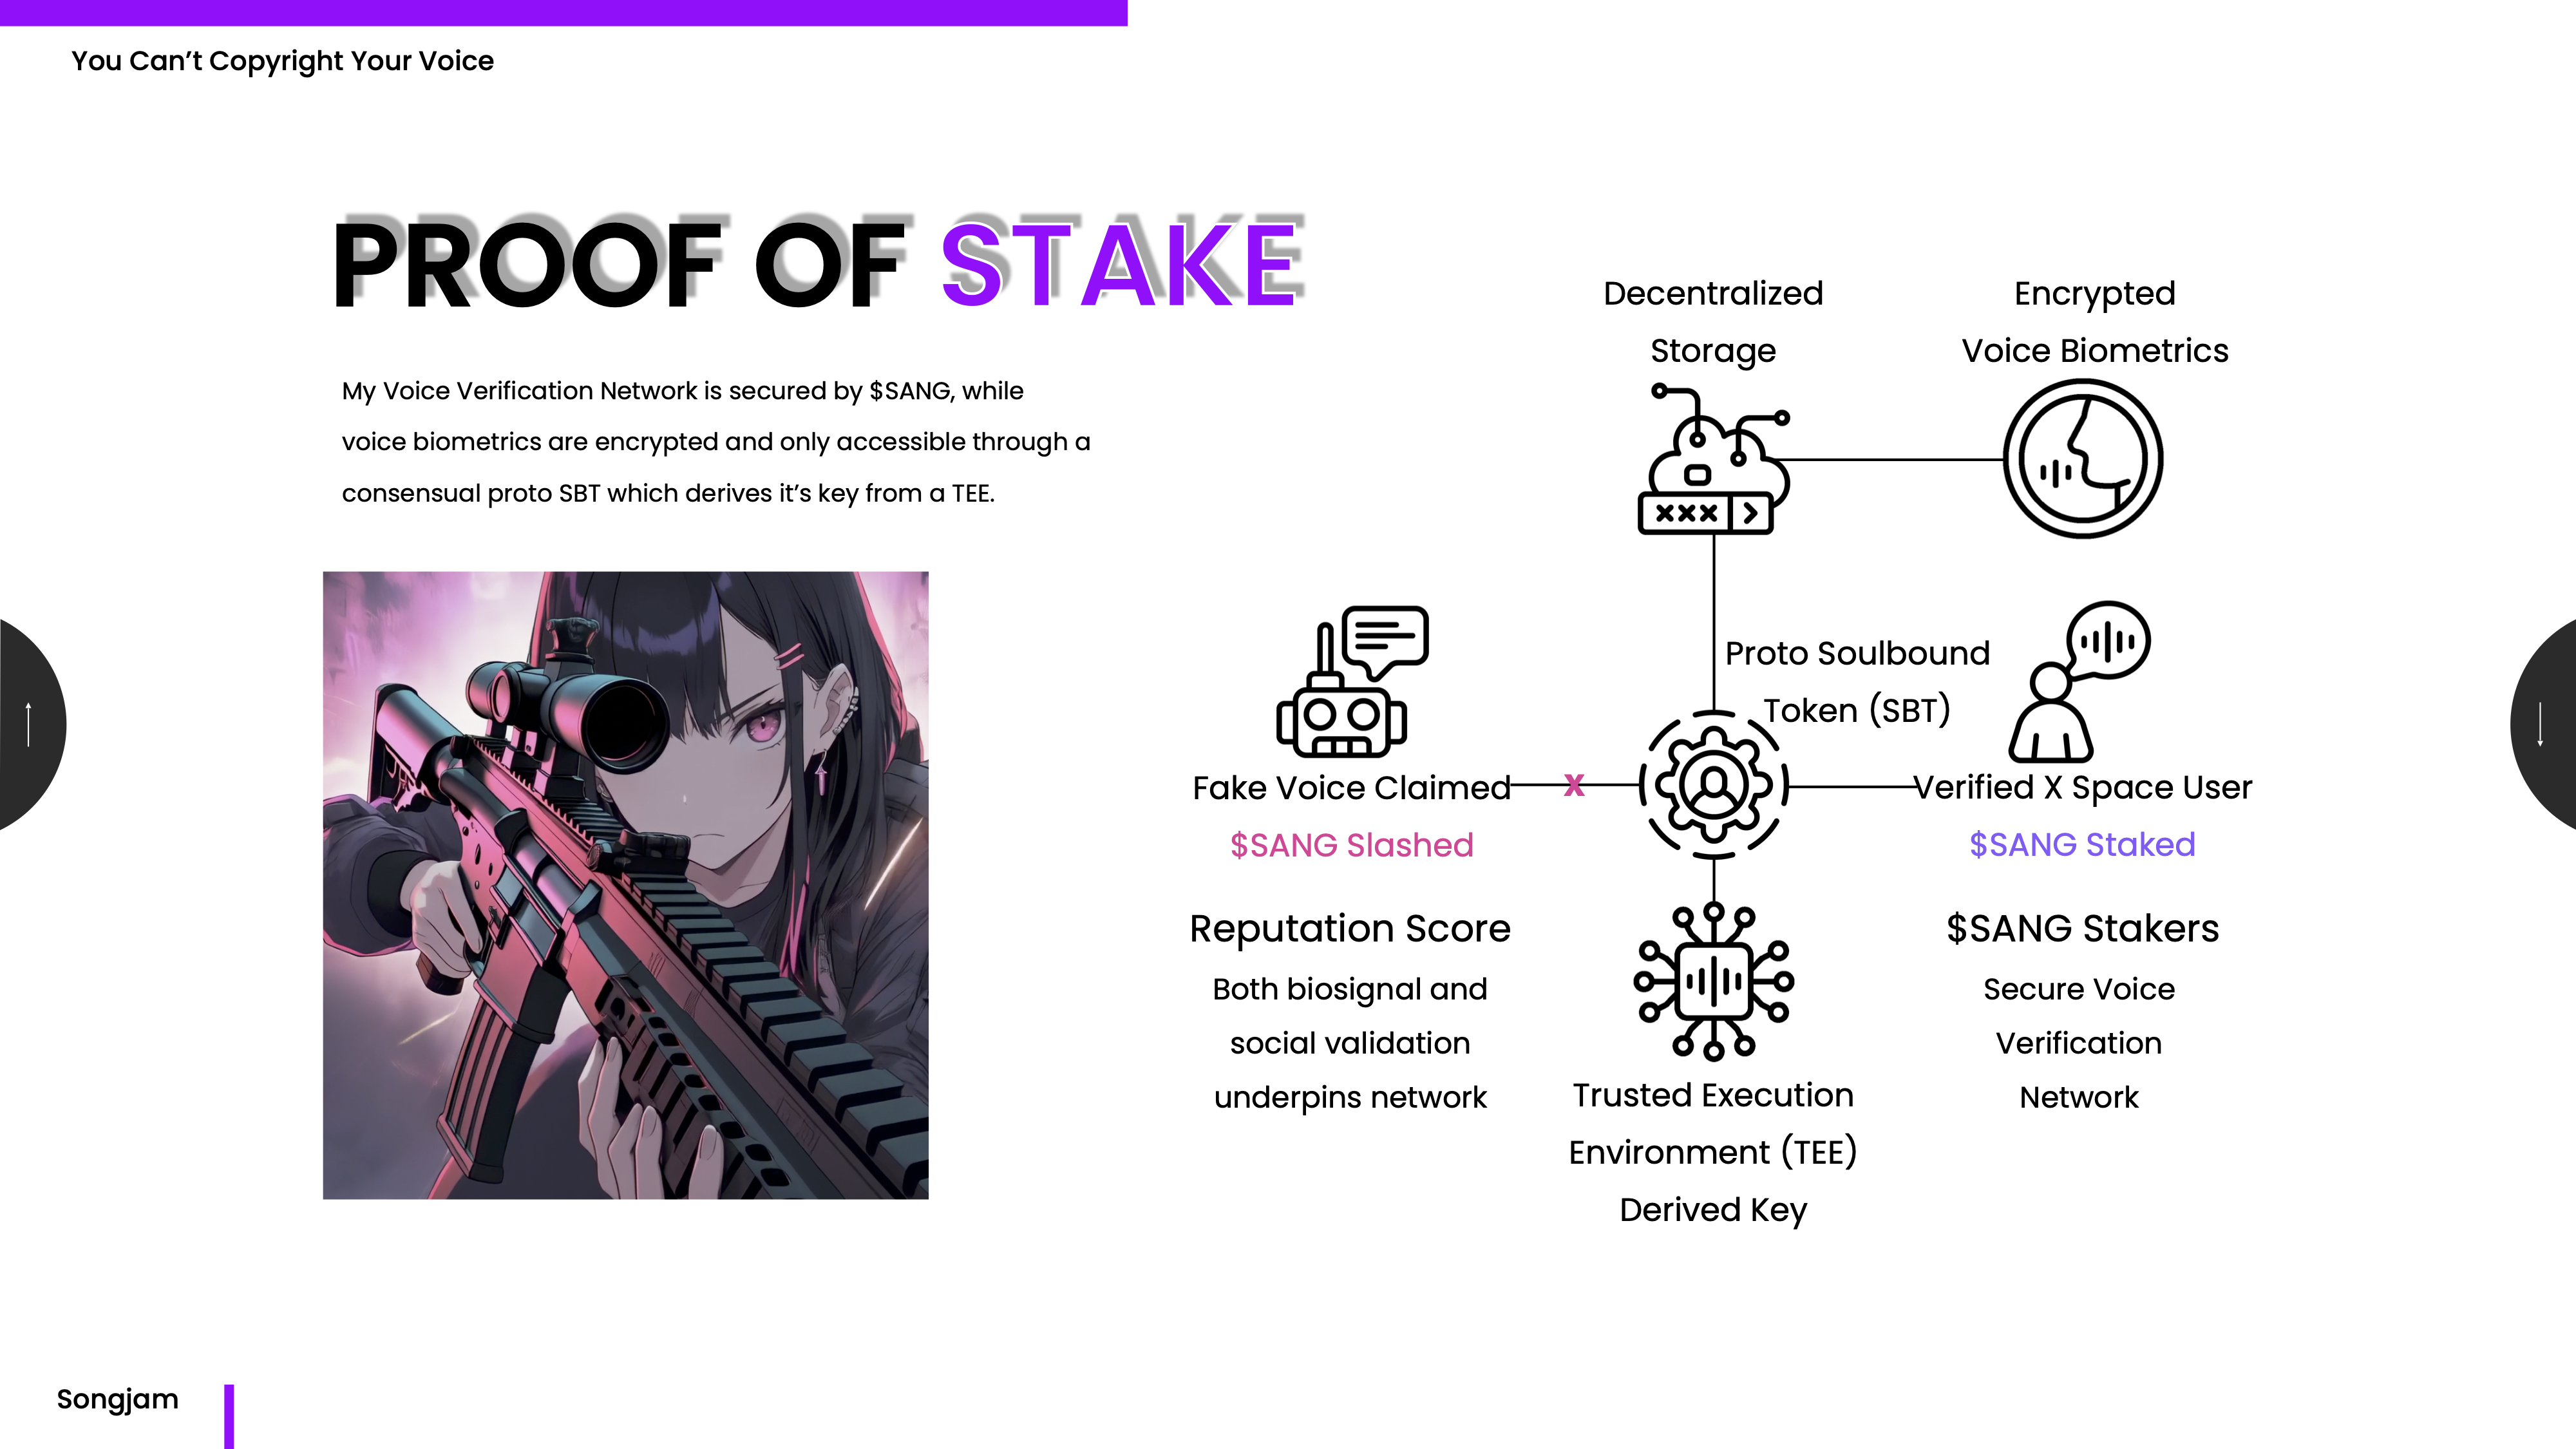 You Can’t Copyright Your Voice
PROOF OF STAKE
My Voice Verification Network is secured by $SANG, while
voice biometrics are encrypted and only accessible through a
consensual proto SBT which derives it’s key from a TEE.
Decentralized
Storage
Encrypted
Voice Biometrics
xxx
Proto Soulbound
Token (SBT)
Fake Voice Claimed
X
Verified X Space User
$SANG Slashed
$SANG Staked
Reputation Score
Both biosignal and
social validation
underpins network
$SANG Stakers
Secure Voice
Verification
Network
Trusted Execution
Environment (TEE)
Derived Key
Songjam